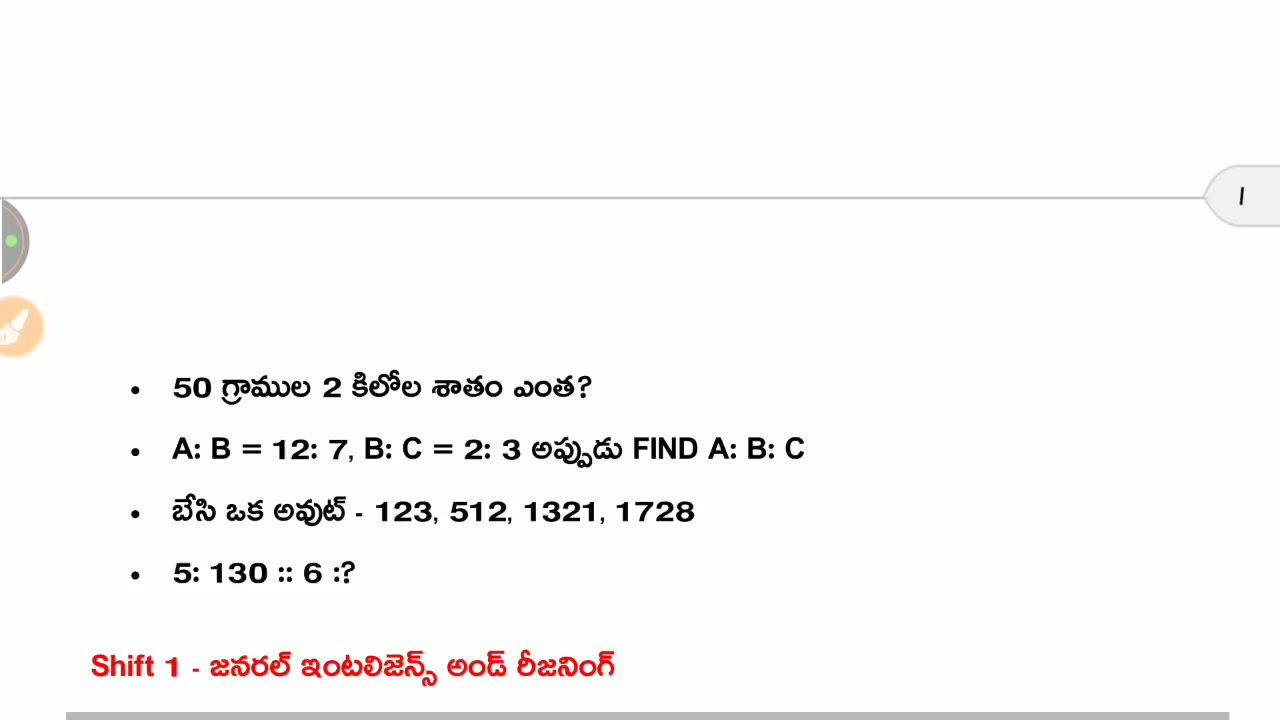 1
50 గ్రాముల 2 కిలోల శాతం ఎంత?
A: B = 12: 7, B: C = 2: 3 అప్పుడు FIND A: B: C
బేసి ఒక అవుట్ - 123, 512, 1321, 1728
5: 130 :: 6 :?
Shift 1 - జనరల్ ఇంటలిజెన్స్ అండ్ రీజనింగ్